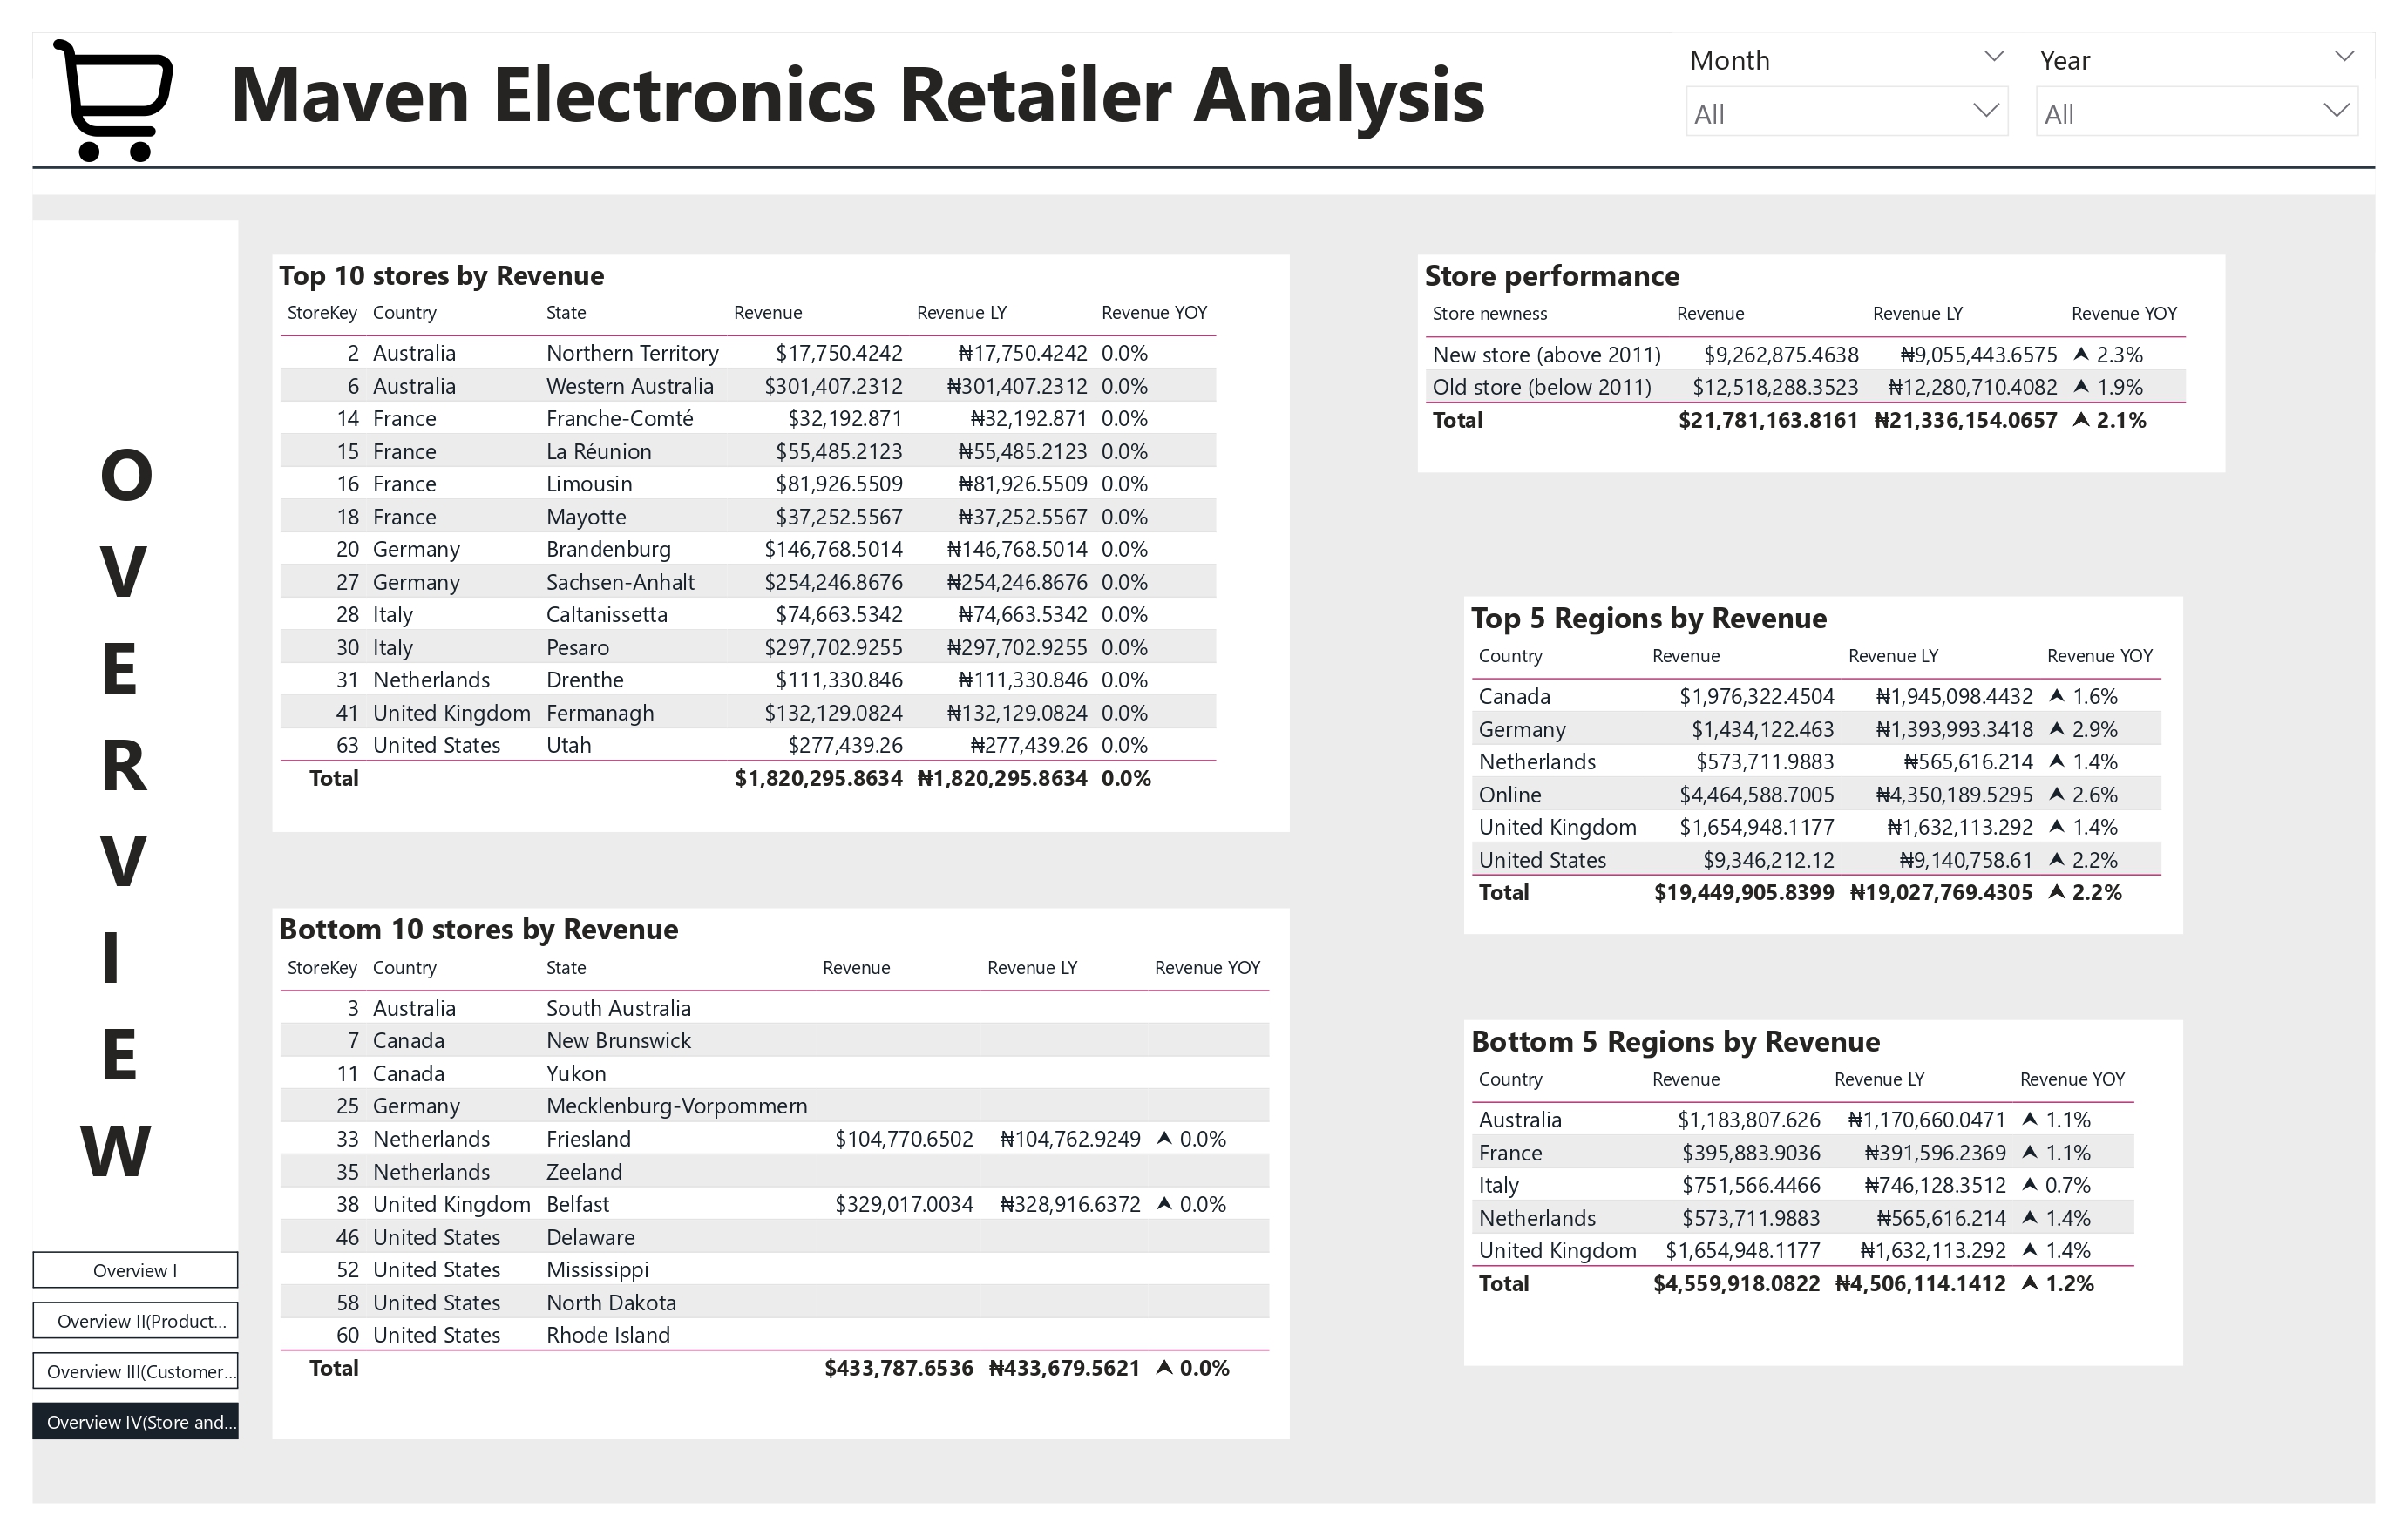 Maven Electronics Retailer Analysis
Month
All
Year
All
O
V
E
R
V
I
E
W
Overview I
Overview II(Product...
Overview III(Customer...
Overview IV(Store and...
Top 10 stores by Revenue
StoreKey Country State Revenue Revenue LY Revenue YOY
2 Australia Northern Territory $17,750.4242 ₦17,750.4242 0.0%
6 Australia Western Australia $301,407.2312 ₦301,407.2312 0.0%
14 France Franche-Comté $32,192.871 ₦32,192.871 0.0%
15 France La Réunion $55,485.2123 ₦55,485.2123 0.0%
16 France Limousin $81,926.5509 ₦81,926.5509 0.0%
18 France Mayotte $37,252.5567 ₦37,252.5567 0.0%
20 Germany Brandenburg $146,768.5014 ₦146,768.5014 0.0%
27 Germany Sachsen-Anhalt $254,246.8676 ₦254,246.8676 0.0%
28 Italy Caltanissetta $74,663.5342 ₦74,663.5342 0.0%
30 Italy Pesaro $297,702.9255 ₦297,702.9255 0.0%
31 Netherlands Drenthe $111,330.846 ₦111,330.846 0.0%
41 United Kingdom Fermanagh $132,129.0824 ₦132,129.0824 0.0%
63 United States Utah $277,439.26 ₦277,439.26 0.0%
Total $1,820,295.8634 ₦1,820,295.8634 0.0%
Bottom 10 stores by Revenue
StoreKey Country State Revenue Revenue LY Revenue YOY
3 Australia South Australia
7 Canada New Brunswick
11 Canada Yukon
25 Germany Mecklenburg-Vorpommern
33 Netherlands Friesland $104,770.6502 ₦104,762.9249 0.0%
35 Netherlands Zeeland
38 United Kingdom Belfast $329,017.0034 ₦328,916.6372 0.0%
46 United States Delaware
52 United States Mississippi
58 United States North Dakota
60 United States Rhode Island
Total $433,787.6536 ₦433,679.5621 0.0%
Store performance
Store newness Revenue Revenue LY Revenue YOY
New store (above 2011) $9,262,875.4638 ₦9,055,443.6575 2.3%
Old store (below 2011) $12,518,288.3523 ₦12,280,710.4082 1.9%
Total $21,781,163.8161 ₦21,336,154.0657 2.1%
Top 5 Regions by Revenue
Country Revenue Revenue LY Revenue YOY
Canada $1,976,322.4504 ₦1,945,098.4432 1.6%
Germany $1,434,122.463 ₦1,393,993.3418 2.9%
Netherlands $573,711.9883 ₦565,616.214 1.4%
Online $4,464,588.7005 ₦4,350,189.5295 2.6%
United Kingdom $1,654,948.1177 ₦1,632,113.292 1.4%
United States $9,346,212.12 ₦9,140,758.61 2.2%
Total $19,449,905.8399 ₦19,027,769.4305 2.2%
Bottom 5 Regions by Revenue
Country Revenue Revenue LY Revenue YOY
Australia $1,183,807.626 ₦1,170,660.0471 1.1%
France $395,883.9036 ₦391,596.2369 1.1%
Italy $751,566.4466 ₦746,128.3512 0.7%
Netherlands $573,711.9883 ₦565,616.214 1.4%
United Kingdom $1,654,948.1177 ₦1,632,113.292 1.4%
Total $4,559,918.0822 ₦4,506,114.1412 1.2%